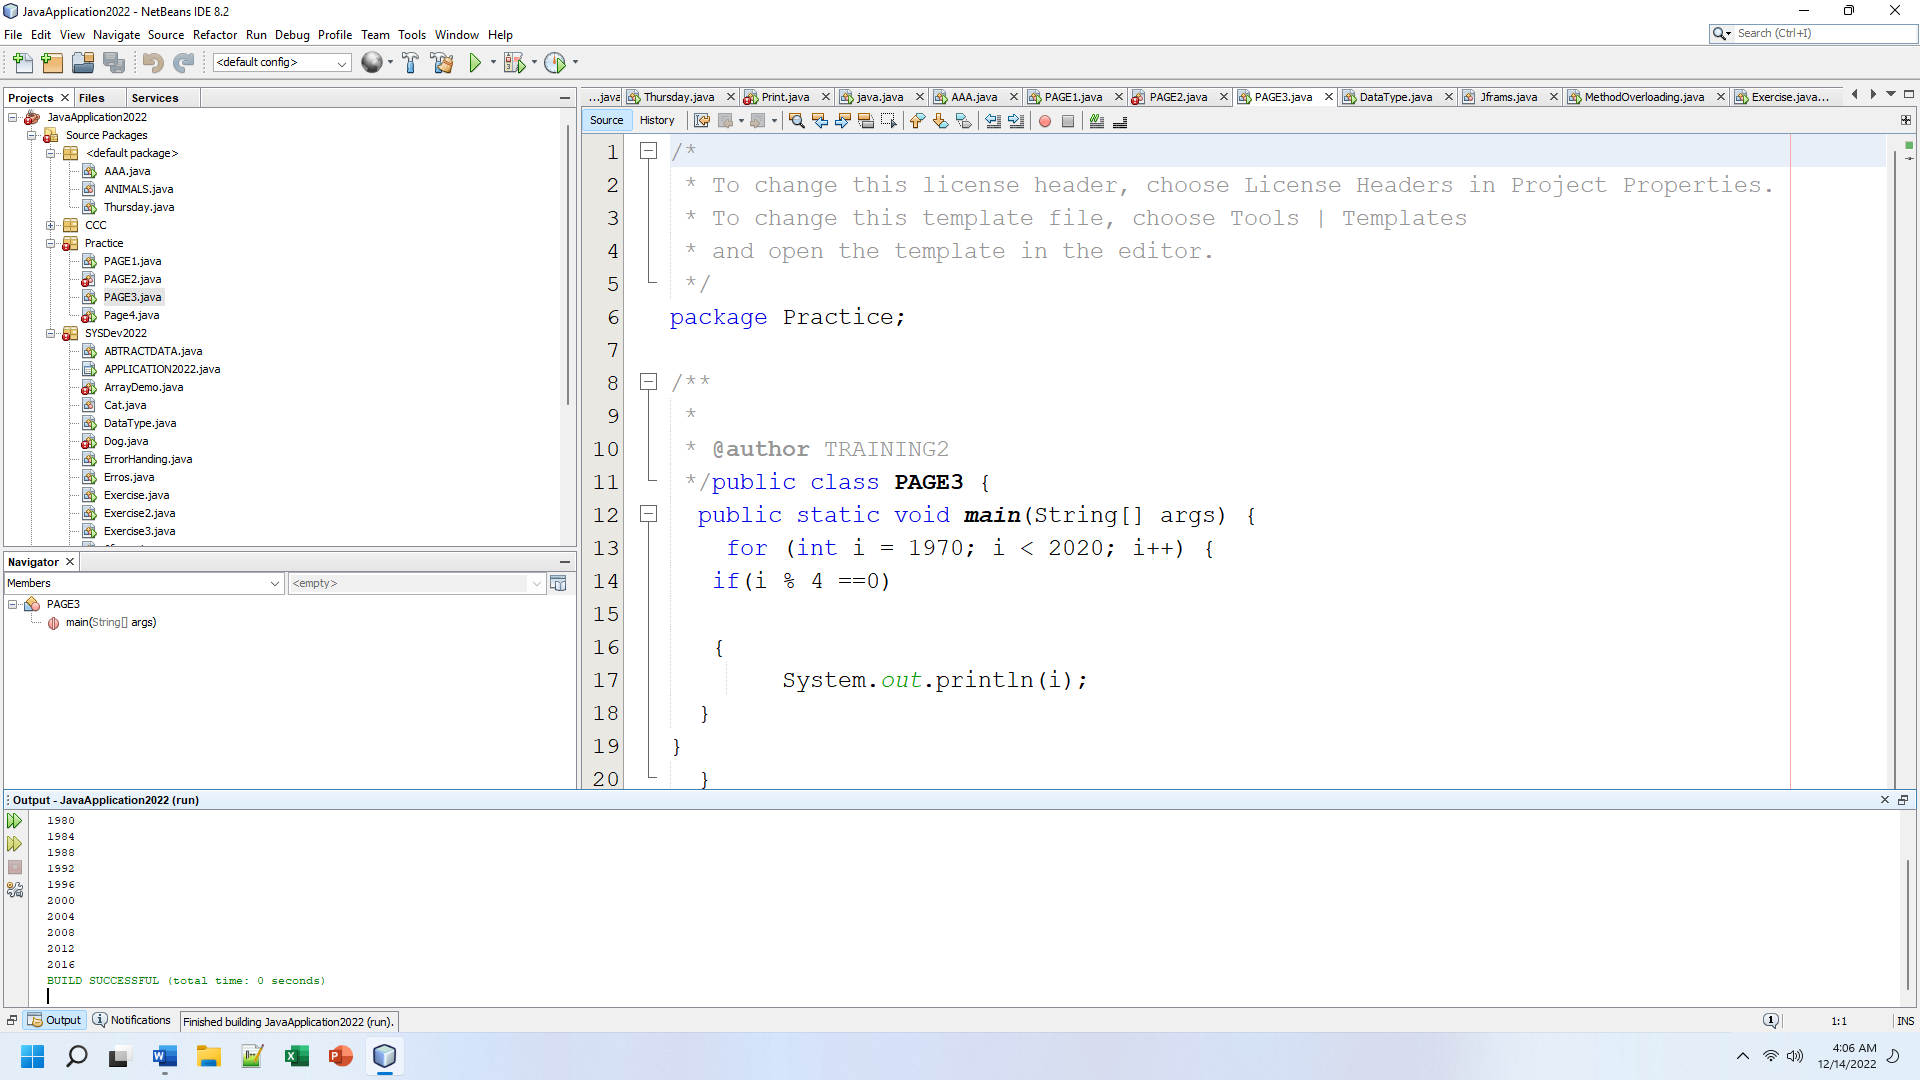 JavaApplication2022 - NetBeans IDE 8.2
File Edit View Navigate Source Refactor Run Debug Profile Team Tools Window Help
Search (Ctrl+I)
<default config>
Projects Files Services
JavaApplication2022
Source Packages
<default package>
AAA.java
ANIMALS.java
Thursday.java
CCC
Practice
PAGE1.java
PAGE2.java
PAGE3.java
Page4.java
SYSDev2022
ABTRACTDATA.java
APPLICATION2022.java
ArrayDemo.java
Cat.java
DataType.java
Dog.java
ErrorHanding.java
Erros.java
Exercise.java
Exercise2.java
Exercise3.java
Navigator
Members <empty>
PAGE3
main(String[] args)
...java Thursday.java Print.java java.java AAA.java PAGE1.java PAGE2.java PAGE3.java DataType.java Jframs.java MethodOverloading.java Exercise.java...
Source History
1 /*
2 * To change this license header, choose License Headers in Project Properties.
3 * To change this template file, choose Tools | Templates
4 * and open the template in the editor.
5 */
6 package Practice;
7
8 /**
9 *
10 * @author TRAINING2
11 */public class PAGE3 {
12 public static void main(String[] args) {
13 for (int i = 1970; i < 2020; i++) {
14 if(i % 4 ==0)
15
16 {
17 System.out.println(i);
18 }
19 }
20 }
Output - JavaApplication2022 (run)
1980
1984
1988
1992
1996
2000
2004
2008
2012
2016
BUILD SUCCESSFUL (total time: 0 seconds)
Output Notifications Finished building JavaApplication2022 (run).
1:1 INS
4:06 AM
12/14/2022